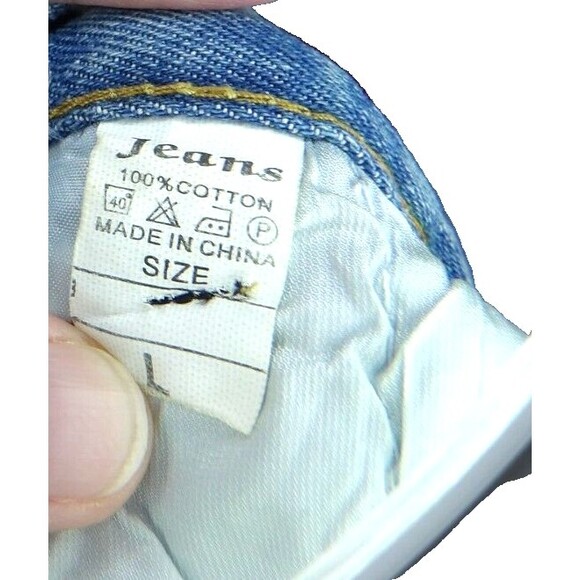 Jeans
100%COTTON
40° P
MADE IN CHINA
SIZE
L